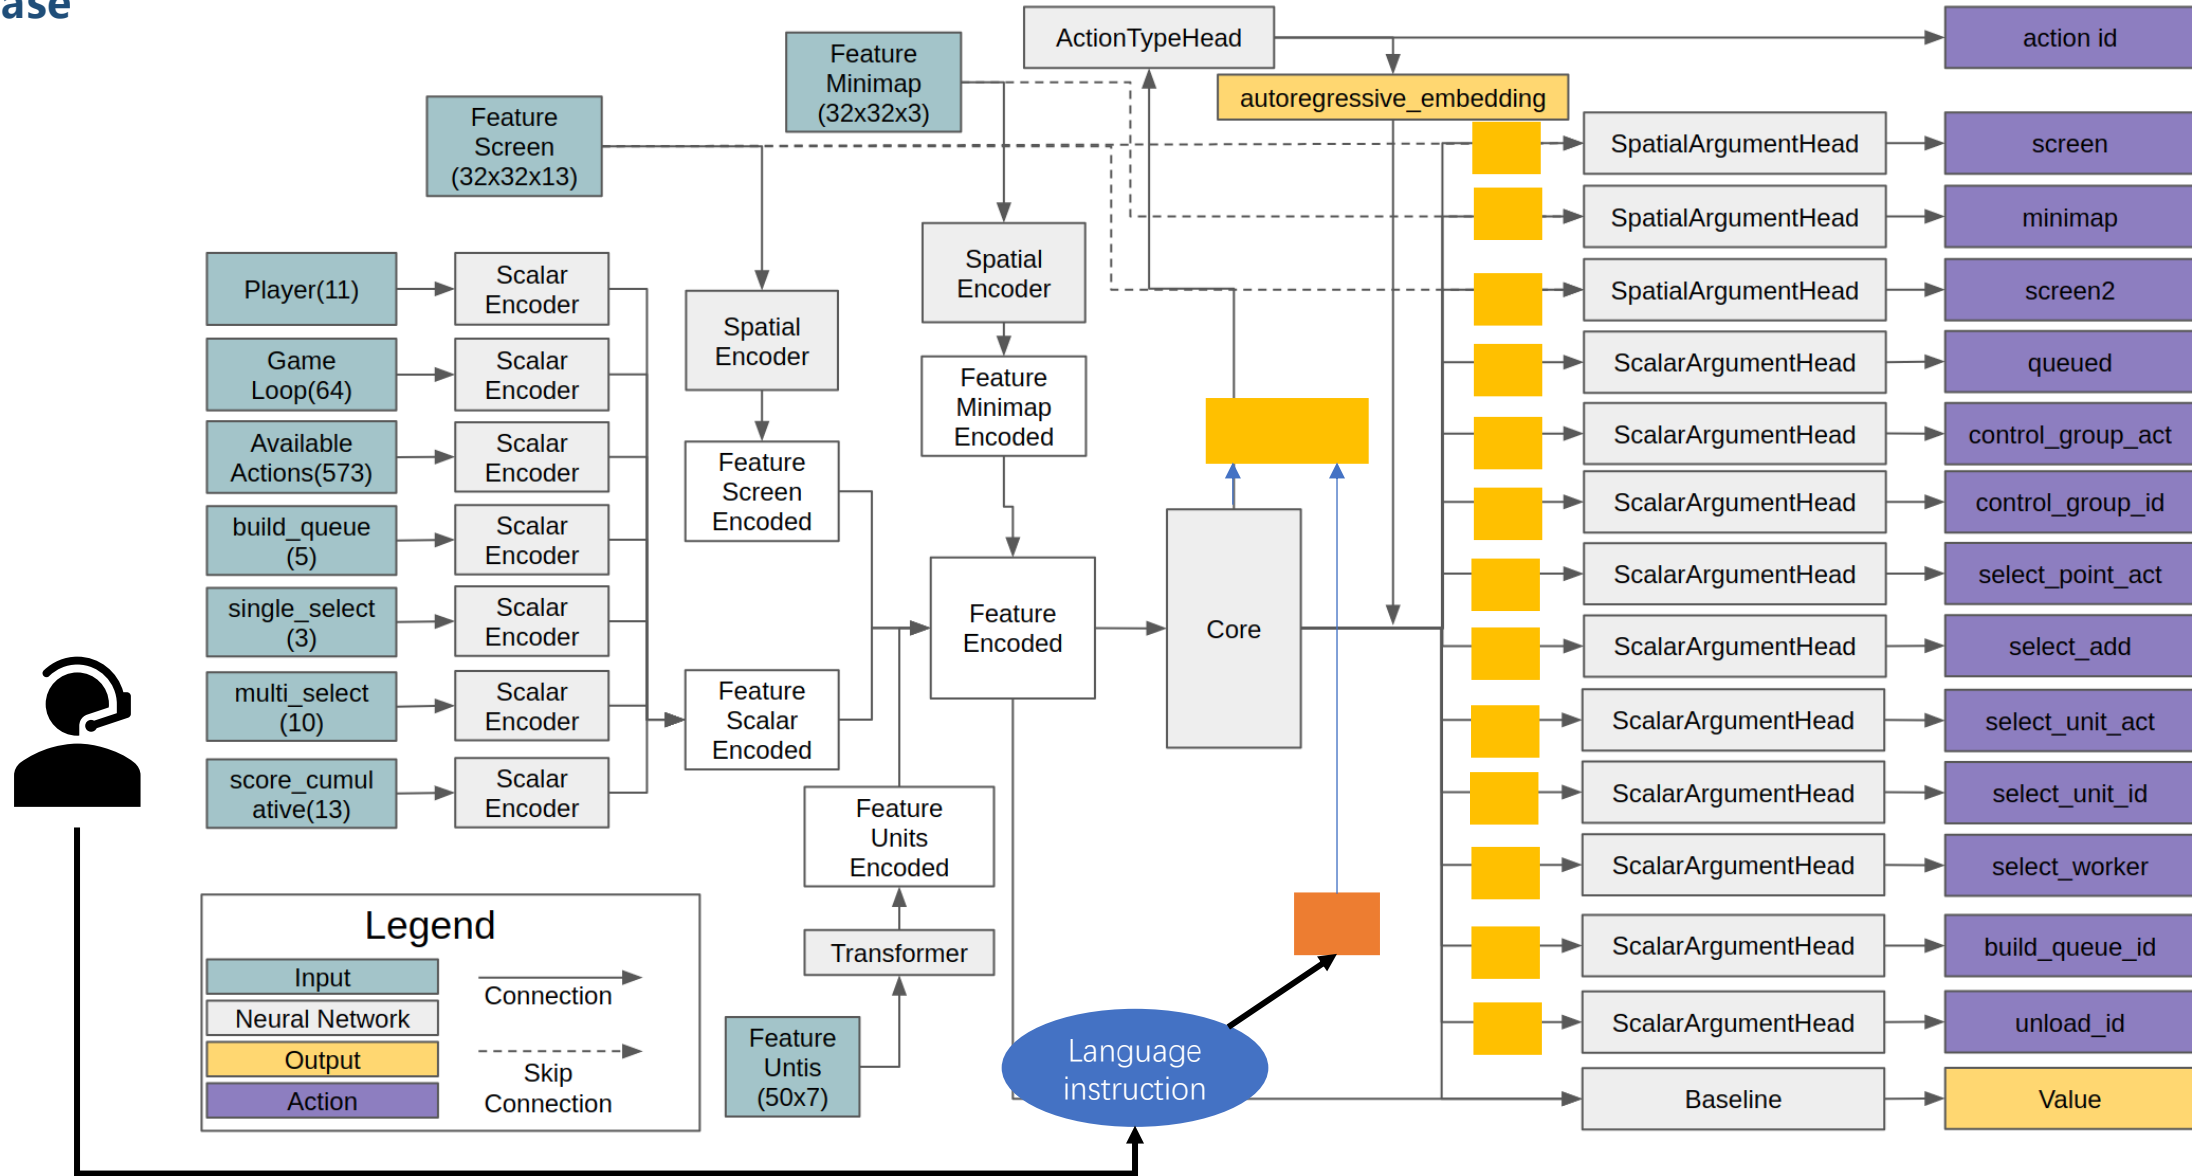 ase
ActionTypeHead
action id
Feature
Minimap
(32x32x3)
autoregressive_embedding
Feature
Screen
(32x32x13)
SpatialArgumentHead
screen
SpatialArgumentHead
minimap
Spatial
Encoder
Player(11)
Scalar
Encoder
SpatialArgumentHead
screen2
Spatial
Encoder
Game
Loop(64)
Scalar
Encoder
ScalarArgumentHead
queued
Feature
Minimap
Encoded
Available
Actions(573)
Scalar
Encoder
ScalarArgumentHead
control_group_act
Feature
Screen
Encoded
ScalarArgumentHead
control_group_id
build_queue
(5)
Scalar
Encoder
ScalarArgumentHead
select_point_act
single_select
(3)
Scalar
Encoder
Feature
Encoded
Core
ScalarArgumentHead
select_add
multi_select
(10)
Scalar
Encoder
Feature
Scalar
Encoded
ScalarArgumentHead
select_unit_act
score_cumul
ative(13)
Scalar
Encoder
ScalarArgumentHead
select_unit_id
Feature
Units
Encoded
ScalarArgumentHead
select_worker
Legend
Input
Neural Network
Output
Action
Connection
Skip
Connection
Transformer
ScalarArgumentHead
build_queue_id
Feature
Untis
(50x7)
Language
instruction
ScalarArgumentHead
unload_id
Baseline
Value